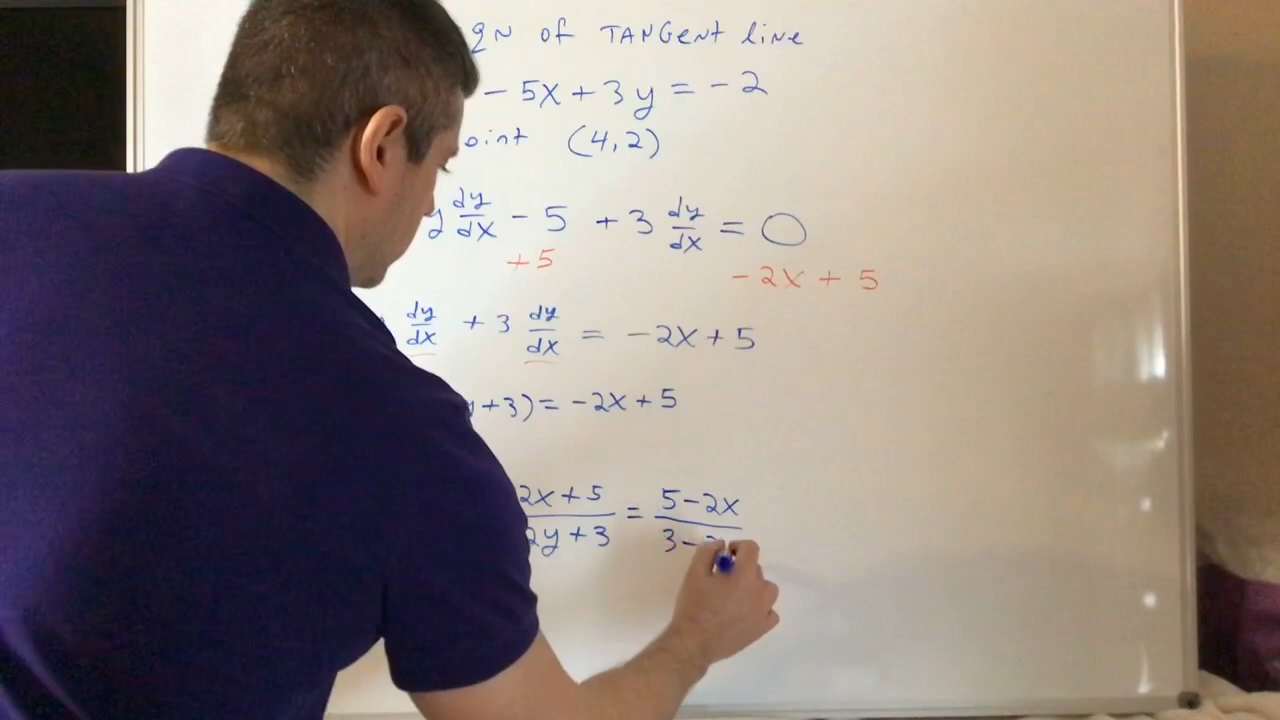 of TANGent line
- 5x + 3y = - 2
oint (4,2)
y dy/dx - 5 + 3 dy/dx = 0
+5 -2x + 5
dy/dx + 3 dy/dx = -2x + 5
y+3) = -2x + 5
2x+5/2y+3 = 5-2x/3-